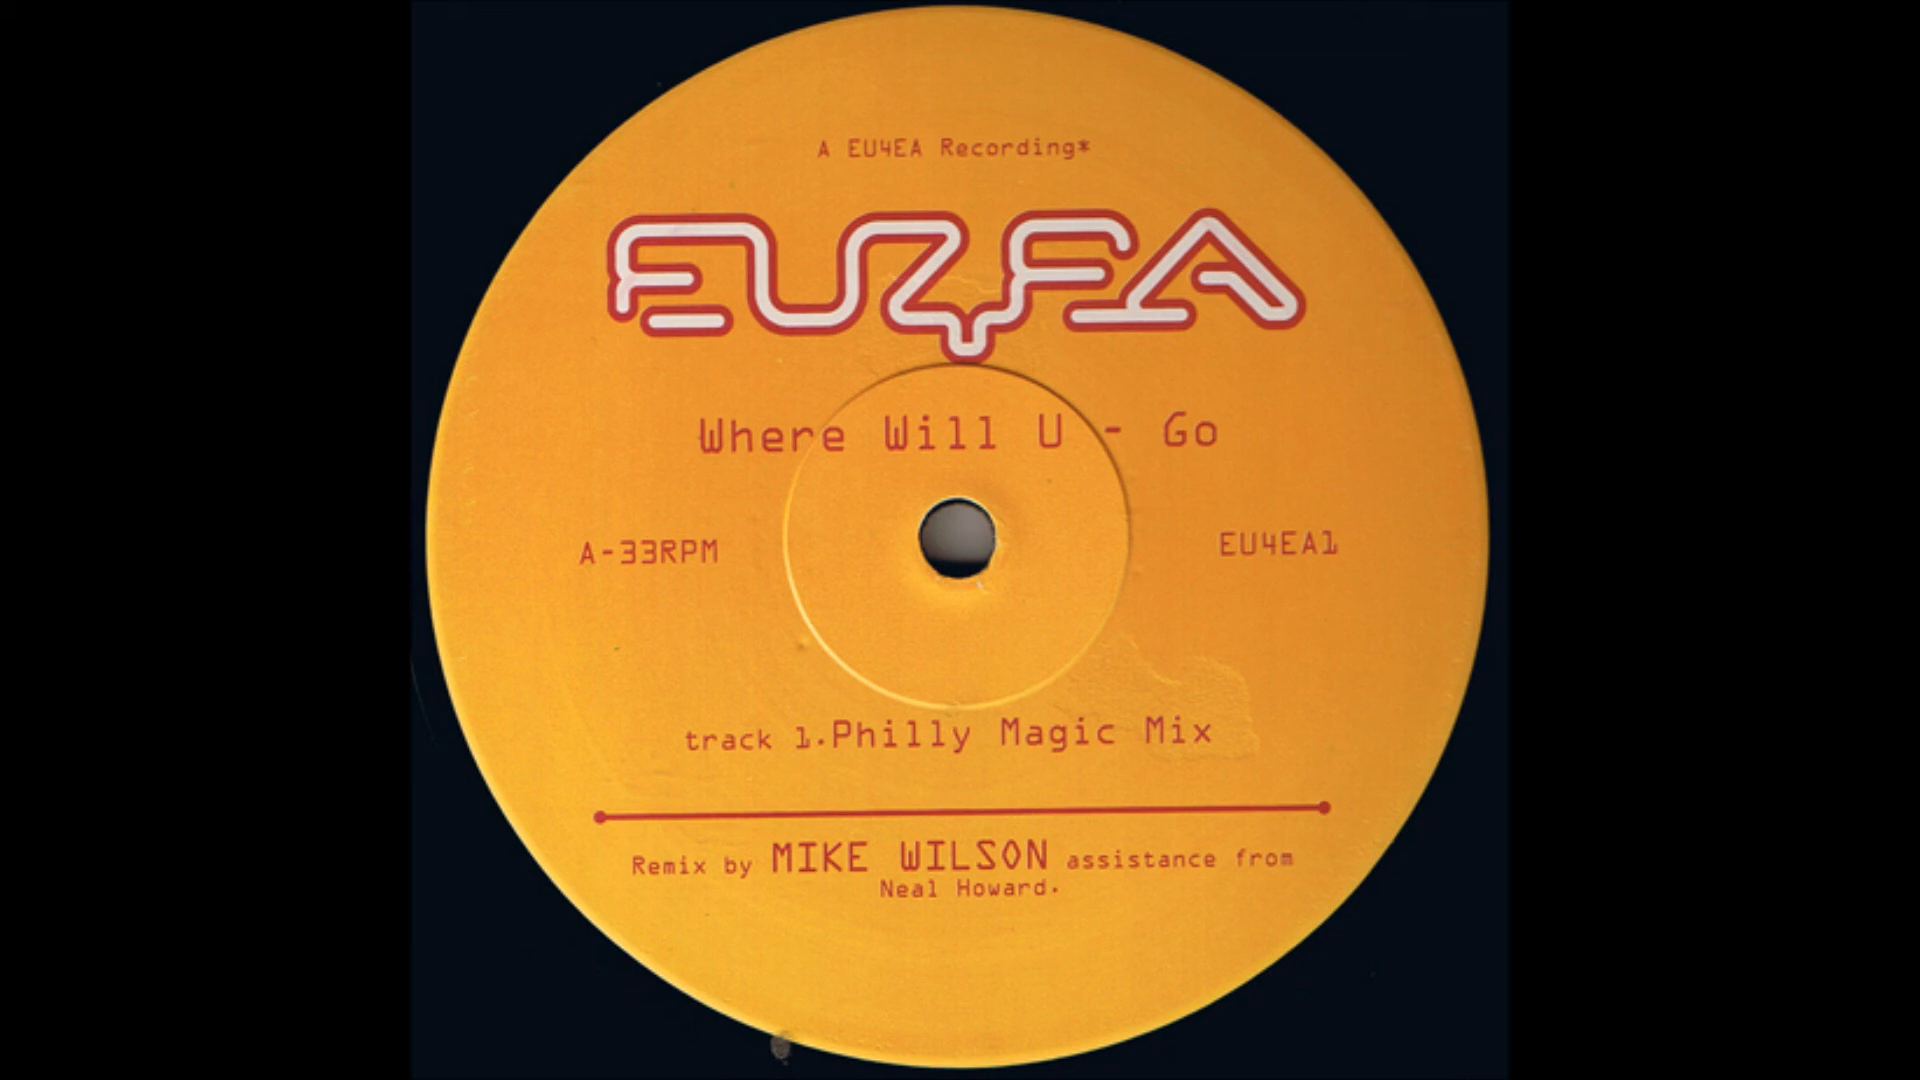 A EU4EA Recording*
EU4EA
Where Will U - Go
A-33RPM
EU4EA1
track 1.Philly Magic Mix
Remix by MIKE WILSON assistance from
Neal Howard.